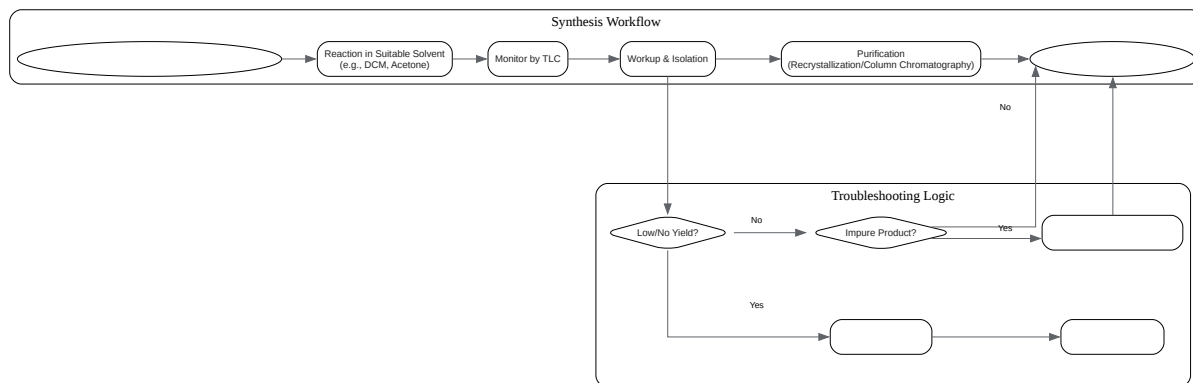 Synthesis Workflow
Reaction in Suitable Solvent
(e.g., DCM, Acetone)
Monitor by TLC
Workup & Isolation
Purification
(Recrystallization/Column Chromatography)
No
Troubleshooting Logic
Low/No Yield?
No
Impure Product?
Yes
Yes